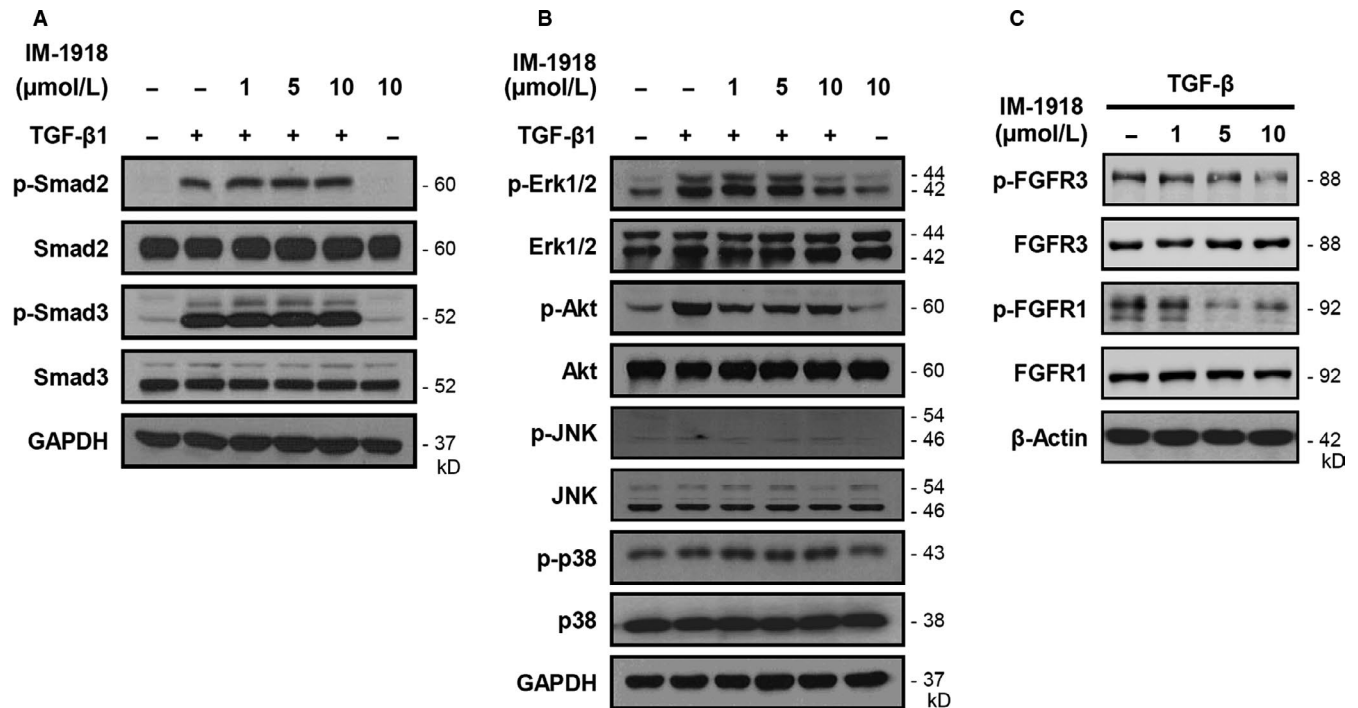 A
IM-1918
(µmol/L) – – 1 5 10 10
TGF-β1 – + + + + –
p-Smad2 - 60
Smad2 - 60
p-Smad3 - 52
Smad3 - 52
GAPDH - 37
kD
B
IM-1918
(µmol/L) – – 1 5 10 10
TGF-β1 – + + + + –
p-Erk1/2 - 44
- 42
Erk1/2 - 44
- 42
p-Akt - 60
Akt - 60
p-JNK - 54
- 46
JNK - 54
- 46
p-p38 - 43
p38 - 38
GAPDH - 37
kD
C
TGF-β
IM-1918
(µmol/L) – 1 5 10
p-FGFR3 - 88
FGFR3 - 88
p-FGFR1 - 92
FGFR1 - 92
β-Actin - 42
kD